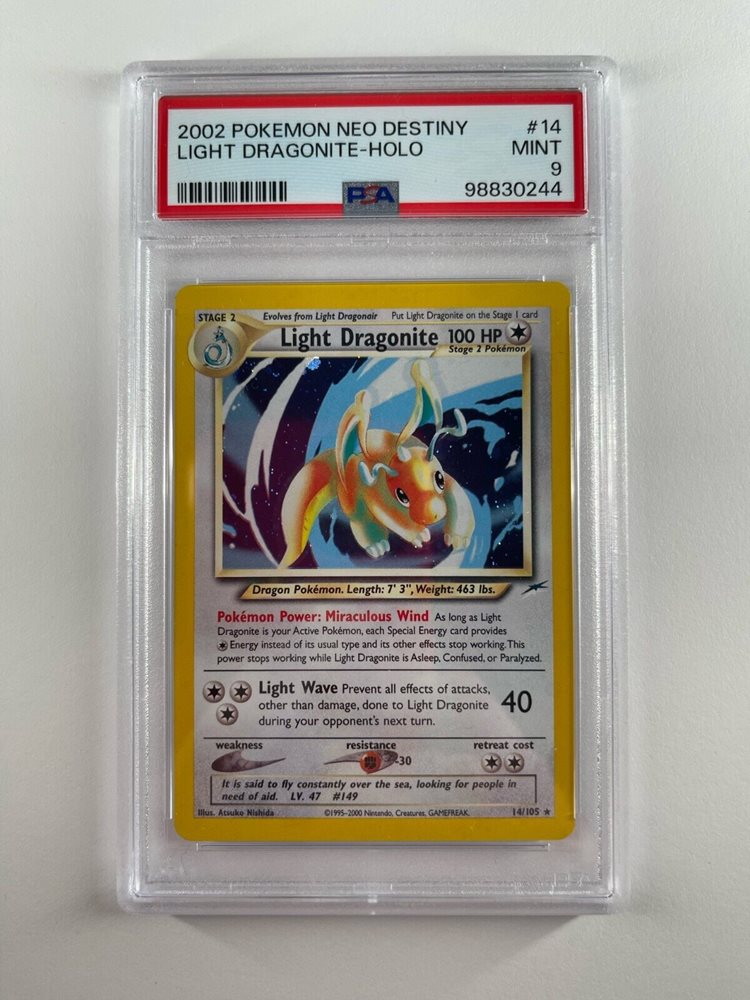 2002 POKEMON NEO DESTINY #14
LIGHT DRAGONITE-HOLO MINT
9
PSA 98830244
STAGE 2 Evolves from Light Dragonair Put Light Dragonite on the Stage 1 card
Light Dragonite 100 HP
Stage 2 Pokémon
Dragon Pokémon. Length: 7' 3", Weight: 463 lbs.
Pokémon Power: Miraculous Wind As long as Light
Dragonite is your Active Pokémon, each Special Energy card provides
Energy instead of its usual type and its other effects stop working. This
power stops working while Light Dragonite is Asleep, Confused, or Paralyzed.
Light Wave Prevent all effects of attacks,
other than damage, done to Light Dragonite 40
during your opponent's next turn.
weakness resistance retreat cost
-30
It is said to fly constantly over the sea, looking for people in
need of aid. LV. 47 #149
Illus. Atsuko Nishida ©1995-2000 Nintendo, Creatures, GAMEFREAK. 14/105 ★